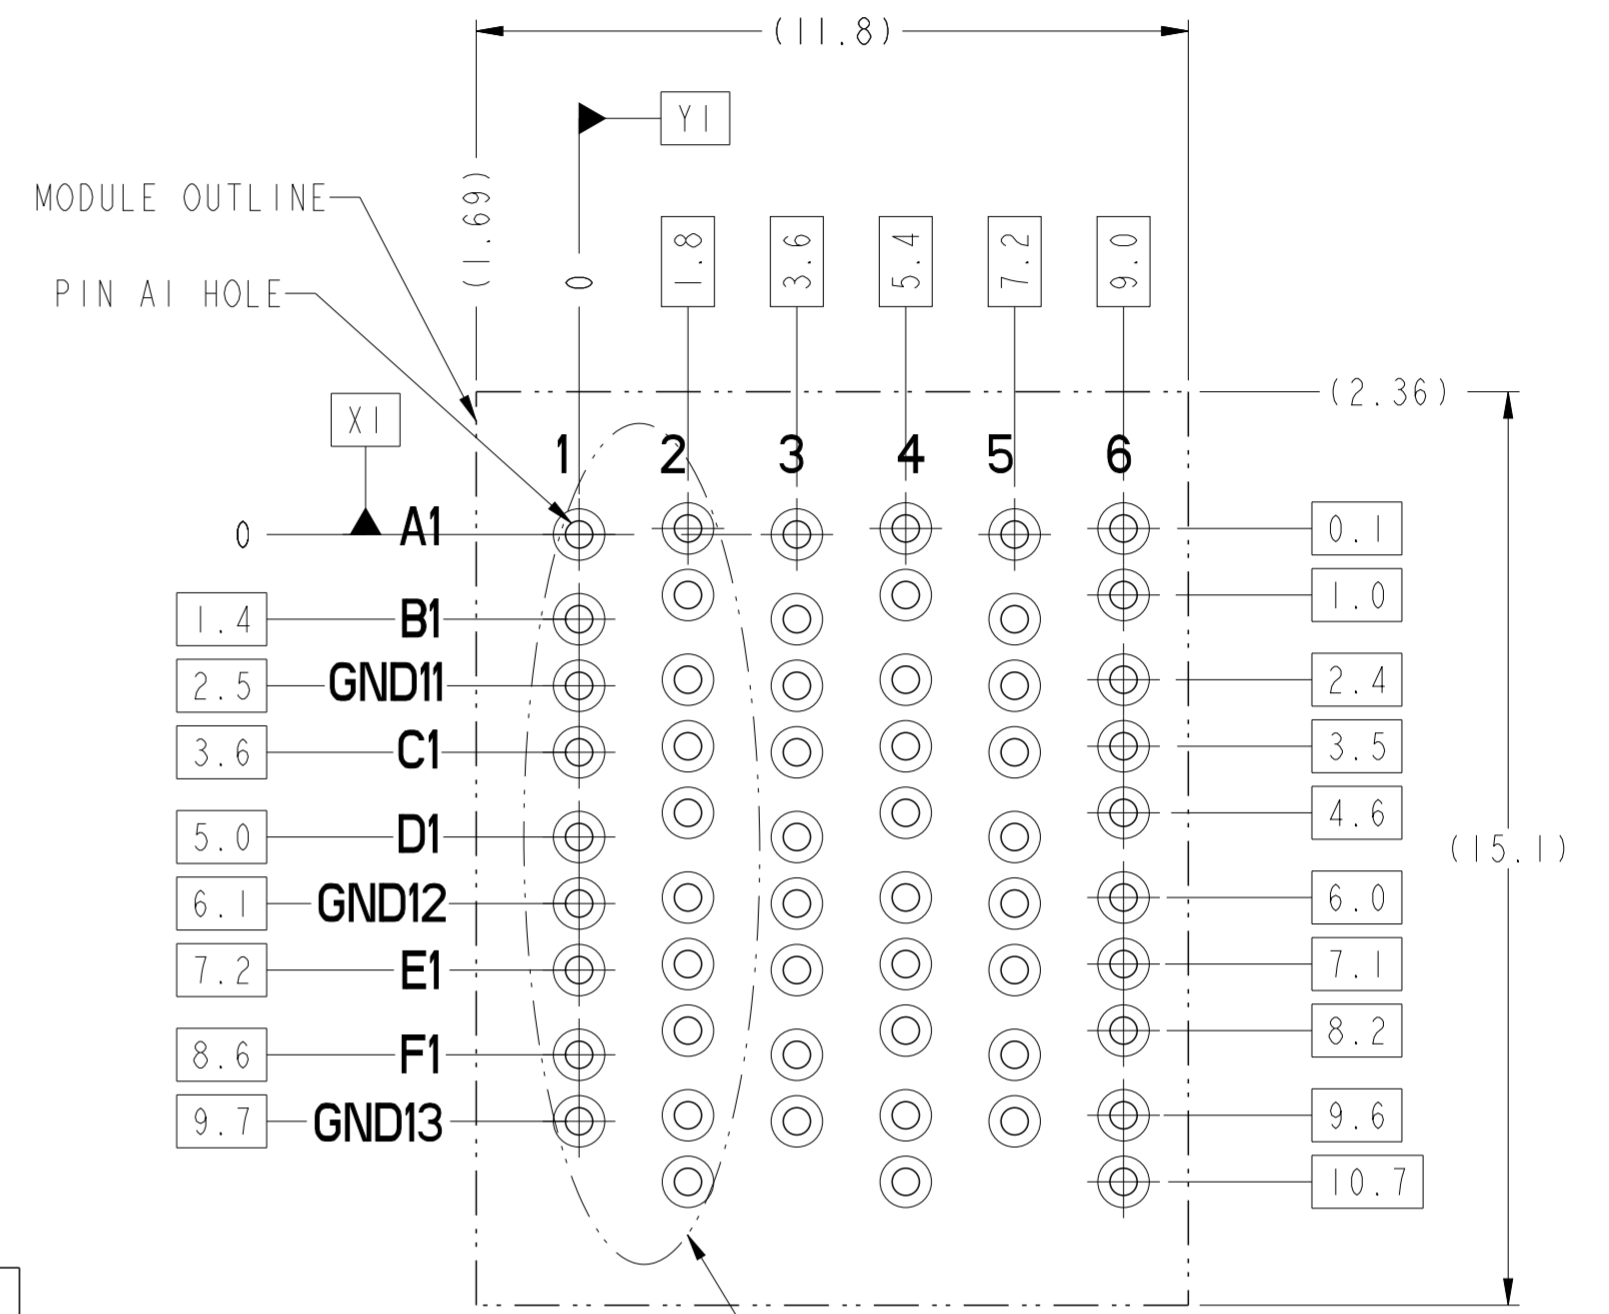 (11.8)
Y1
MODULE OUTLINE
(1.69)
0
1.8
3.6
5.4
7.2
9.0
PIN A1 HOLE
(2.36)
X1
1 2 3 4 5 6
0 A1 0.1
1.0
1.4 B1
2.5 GND11 2.4
3.6 C1 3.5
4.6
5.0 D1
(15.1)
6.1 GND12 6.0
7.2 E1 7.1
8.2
8.6 F1
9.7 GND13 9.6
10.7